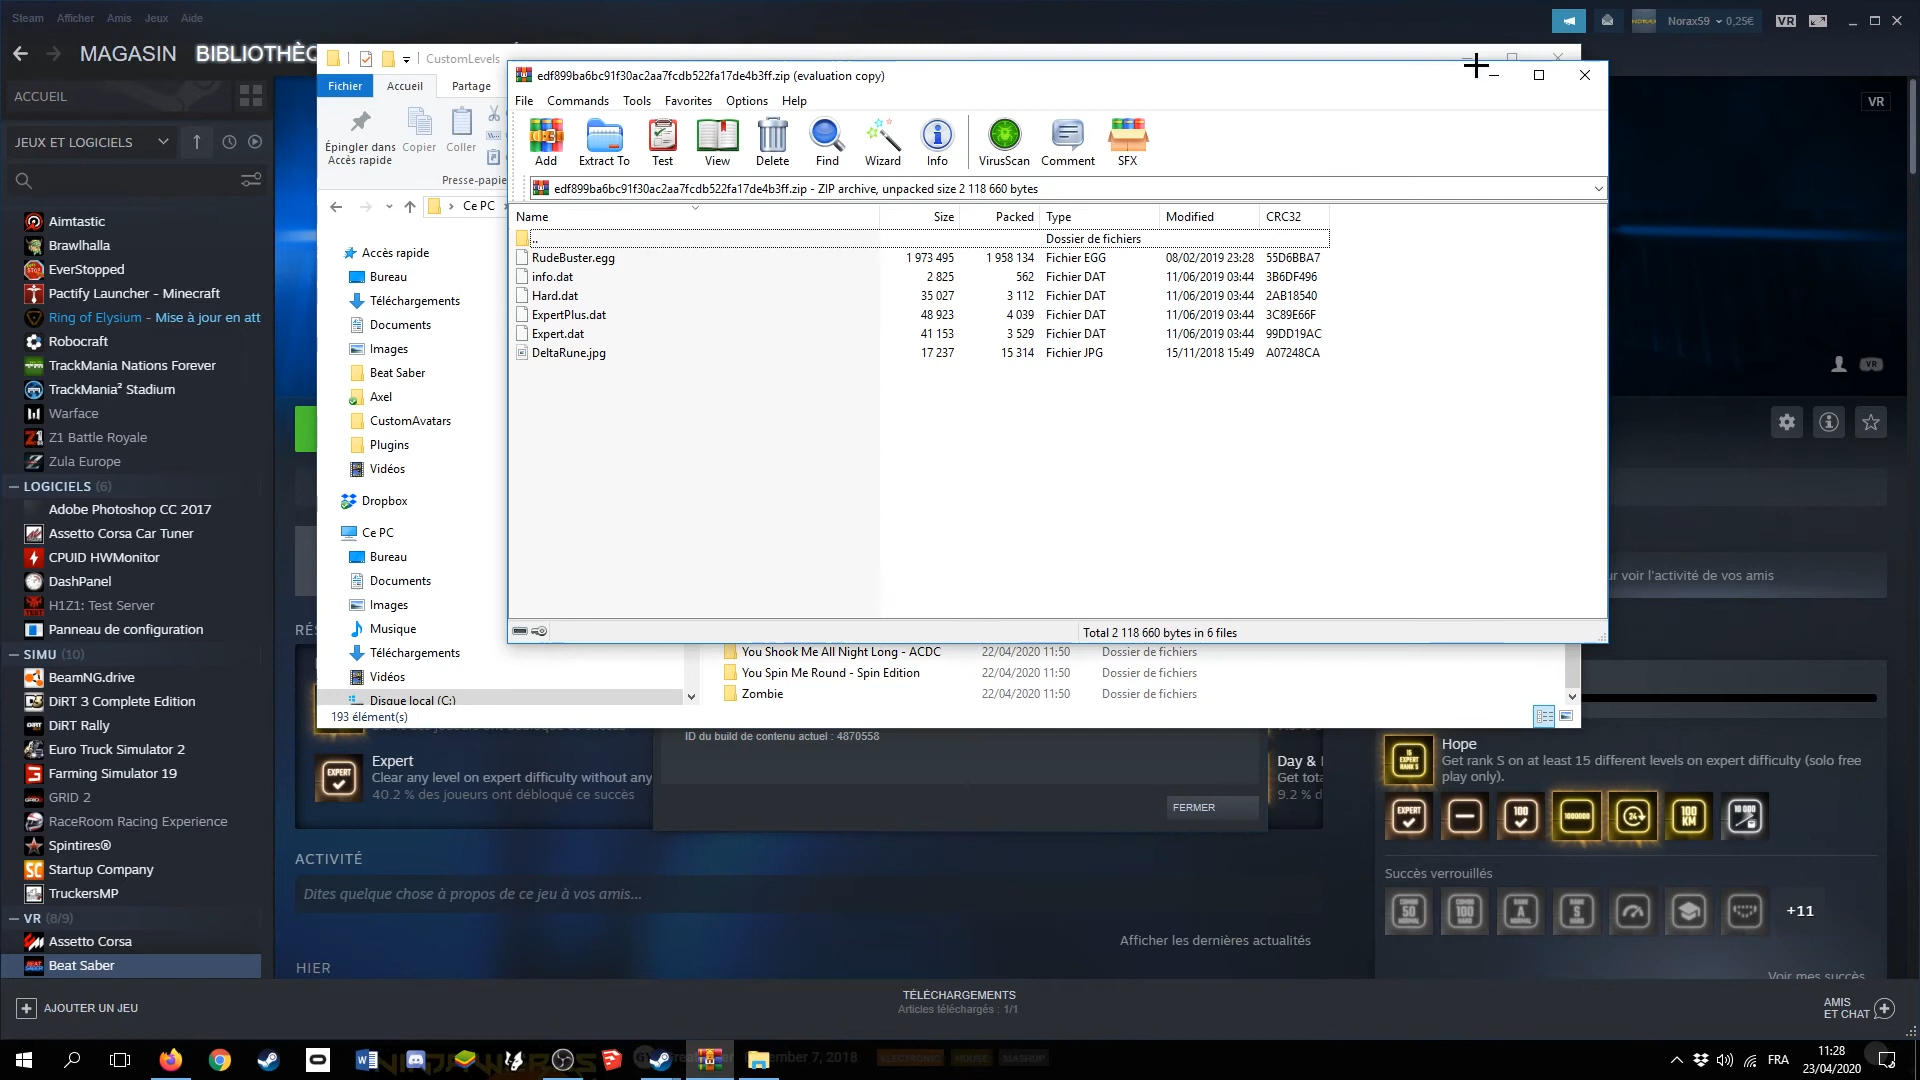 Steam Afficher Amis Jeux Aide
Norax59 0,25€ VR
MAGASIN BIBLIOTHÈQ
CustomLevels
Fichier Accueil Partage
Épingler dans
Accès rapide
Copier Coller
Presse-papie
Ce PC
ACCUEIL
JEUX ET LOGICIELS
Aimtastic
Brawlhalla
EverStopped
Pactify Launcher - Minecraft
Ring of Elysium - Mise à jour en att
Robocraft
TrackMania Nations Forever
TrackMania² Stadium
Warface
Z1 Battle Royale
Zula Europe
LOGICIELS (6)
Adobe Photoshop CC 2017
Assetto Corsa Car Tuner
CPUID HWMonitor
DashPanel
H1Z1: Test Server
Panneau de configuration
SIMU (10)
BeamNG.drive
DiRT 3 Complete Edition
DiRT Rally
Euro Truck Simulator 2
Farming Simulator 19
GRID 2
RaceRoom Racing Experience
Spintires®
Startup Company
TruckersMP
VR (8/9)
Assetto Corsa
Beat Saber
AJOUTER UN JEU
Accès rapide
Bureau
Téléchargements
Documents
Images
Beat Saber
Axel
CustomAvatars
Plugins
Vidéos
Dropbox
Ce PC
Bureau
Documents
Images
Musique
Téléchargements
Vidéos
Disque local (C:)
193 élément(s)
edf899ba6bc91f30ac2aa7fcdb522fa17de4b3ff.zip (evaluation copy)
File Commands Tools Favorites Options Help
Add Extract To Test View Delete Find Wizard Info VirusScan Comment SFX
edf899ba6bc91f30ac2aa7fcdb522fa17de4b3ff.zip - ZIP archive, unpacked size 2 118 660 bytes
Name Size Packed Type Modified CRC32
.. Dossier de fichiers
RudeBuster.egg 1 973 495 1 958 134 Fichier EGG 08/02/2019 23:28 55D6BBA7
info.dat 2 825 562 Fichier DAT 11/06/2019 03:44 3B6DF496
Hard.dat 35 027 3 112 Fichier DAT 11/06/2019 03:44 2AB18540
ExpertPlus.dat 48 923 4 039 Fichier DAT 11/06/2019 03:44 3C89E66F
Expert.dat 41 153 3 529 Fichier DAT 11/06/2019 03:44 99DD19AC
DeltaRune.jpg 17 237 15 314 Fichier JPG 15/11/2018 15:49 A07248CA
Total 2 118 660 bytes in 6 files
You Shook Me All Night Long - ACDC 22/04/2020 11:50 Dossier de fichiers
You Spin Me Round - Spin Edition 22/04/2020 11:50 Dossier de fichiers
Zombie 22/04/2020 11:50 Dossier de fichiers
VR
VR
ur voir l'activité de vos amis
RÉS
ID du build de contenu actuel : 4870558
FERMER
Expert
Clear any level on expert difficulty without any
40.2 % des joueurs ont débloqué ce succès
Day &
Get tota
9.2 % d
Hope
Get rank S on at least 15 different levels on expert difficulty (solo free
play only).
Succès verrouillés
+11
Voir mes succès
ACTIVITÉ
Dites quelque chose à propos de ce jeu à vos amis...
Afficher les dernières actualités
HIER
TÉLÉCHARGEMENTS
Articles téléchargés : 1/1
AMIS
ET CHAT
ember 7, 2018 ELECTRONIC HOUSE MASHUP
FRA
11:28
23/04/2020